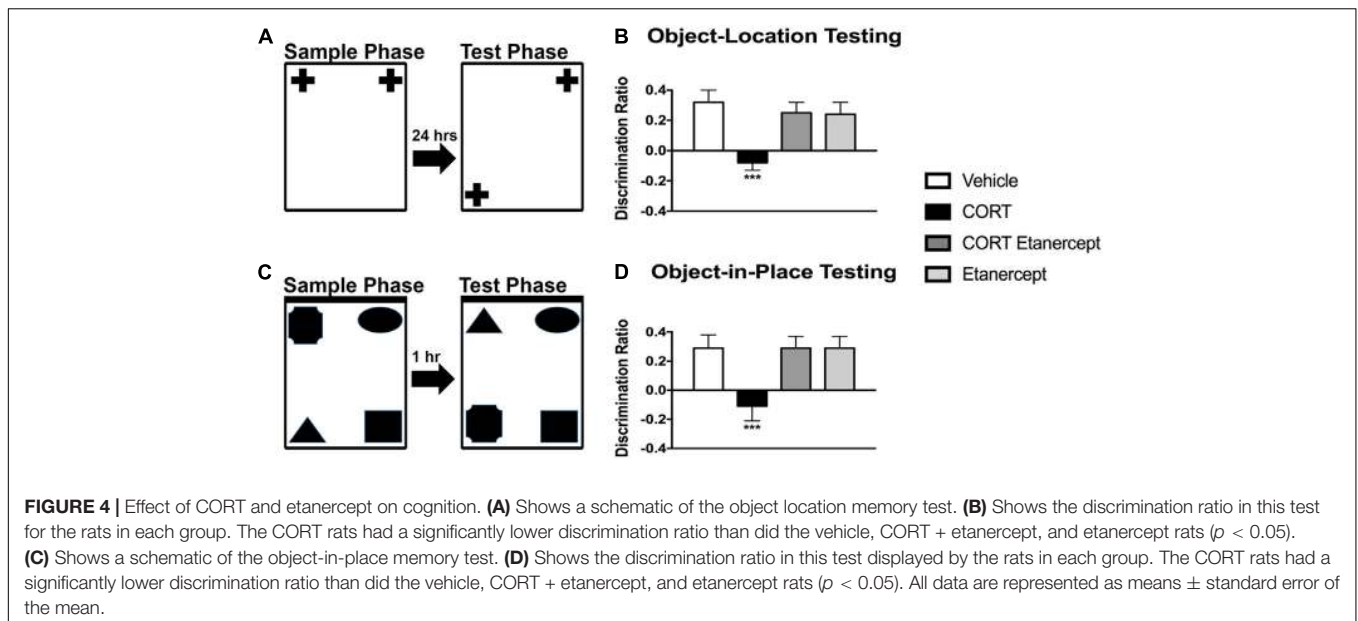 A
Sample Phase
Test Phase
24 hrs
B
Object-Location Testing
Discrimination Ratio
0.4
0.2
0.0
-0.2
-0.4
***
Vehicle
CORT
CORT Etanercept
Etanercept
C
Sample Phase
Test Phase
1 hr
D
Object-in-Place Testing
Discrimination Ratio
0.4
0.2
0.0
-0.2
-0.4
***
FIGURE 4 | Effect of CORT and etanercept on cognition. (A) Shows a schematic of the object location memory test. (B) Shows the discrimination ratio in this test
for the rats in each group. The CORT rats had a significantly lower discrimination ratio than did the vehicle, CORT + etanercept, and etanercept rats (p < 0.05).
(C) Shows a schematic of the object-in-place memory test. (D) Shows the discrimination ratio in this test displayed by the rats in each group. The CORT rats had a
significantly lower discrimination ratio than did the vehicle, CORT + etanercept, and etanercept rats (p < 0.05). All data are represented as means ± standard error of
the mean.